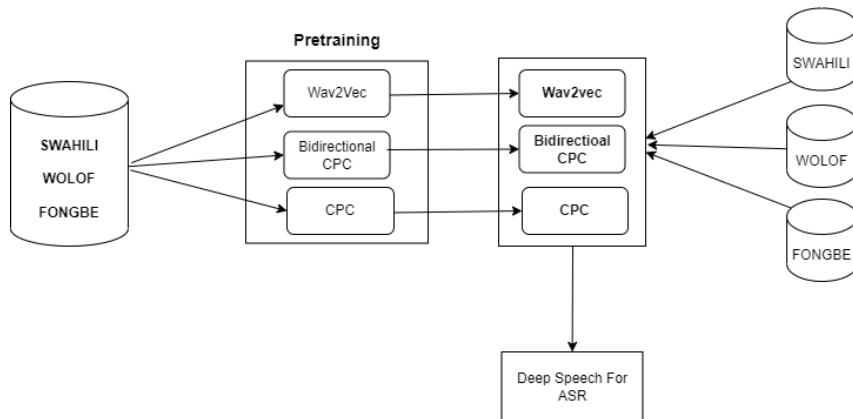 Pretraining
SWAHILI
WOLOF
FONGBE
Wav2Vec
Bidirectional
CPC
CPC
Wav2vec
Bidirectioal
CPC
CPC
SWAHILI
WOLOF
FONGBE
Deep Speech For
ASR